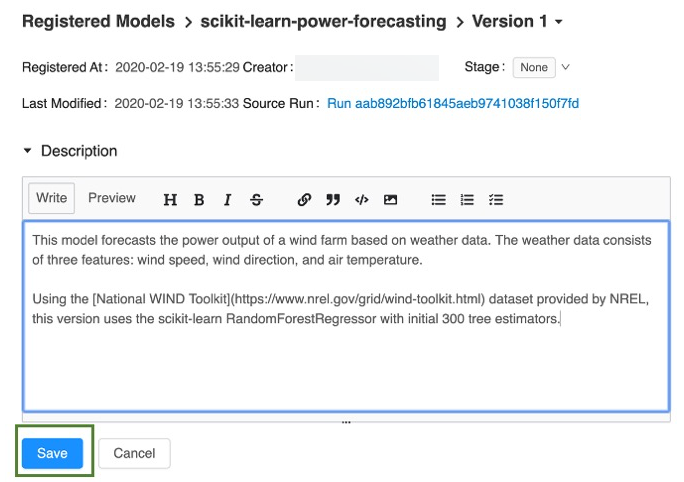 Registered Models > scikit-learn-power-forecasting > Version 1
Registered At: 2020-02-19 13:55:29 Creator: Stage: None
Last Modified: 2020-02-19 13:55:33 Source Run: Run aab892bfb61845aeb9741038f150f7fd
Description
Write Preview H B I S
This model forecasts the power output of a wind farm based on weather data. The weather data consists
of three features: wind speed, wind direction, and air temperature.
Using the [National WIND Toolkit](https://www.nrel.gov/grid/wind-toolkit.html) dataset provided by NREL,
this version uses the scikit-learn RandomForestRegressor with initial 300 tree estimators.
Save Cancel